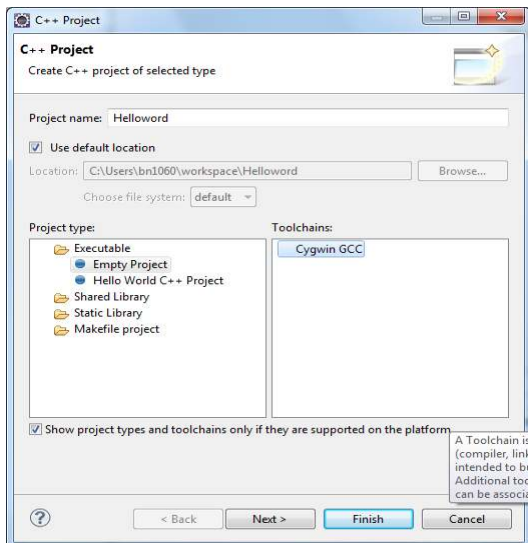 C++ Project
C++ Project
Create C++ project of selected type
Project name: Helloword
Use default location
Location: C:\Users\bn1060\workspace\Helloword Browse...
Choose file system: default
Project type: Toolchains:
Executable Cygwin GCC
Empty Project
Hello World C++ Project
Shared Library
Static Library
Makefile project
Show project types and toolchains only if they are supported on the platform
A Toolchain is
(compiler, link
intended to bu
Additional too
can be associa
? < Back Next > Finish Cancel